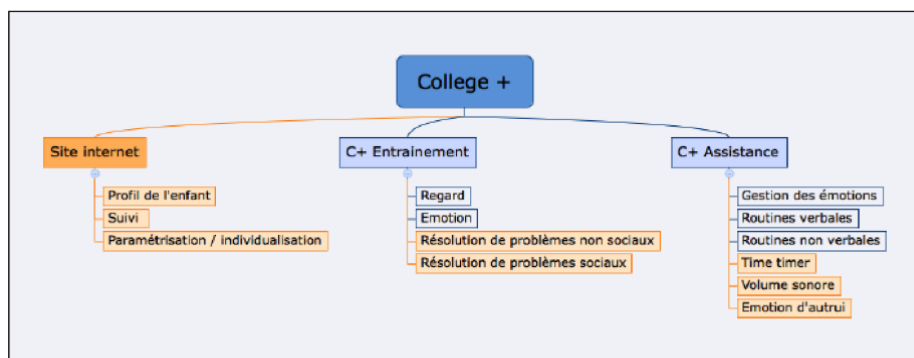 College +
Site internet
Profil de l'enfant
Suivi
Paramétrisation / individualisation
C+ Entrainement
Regard
Emotion
Résolution de problèmes non sociaux
Résolution de problèmes sociaux
C+ Assistance
Gestion des émotions
Routines verbales
Routines non verbales
Time timer
Volume sonore
Emotion d'autrui